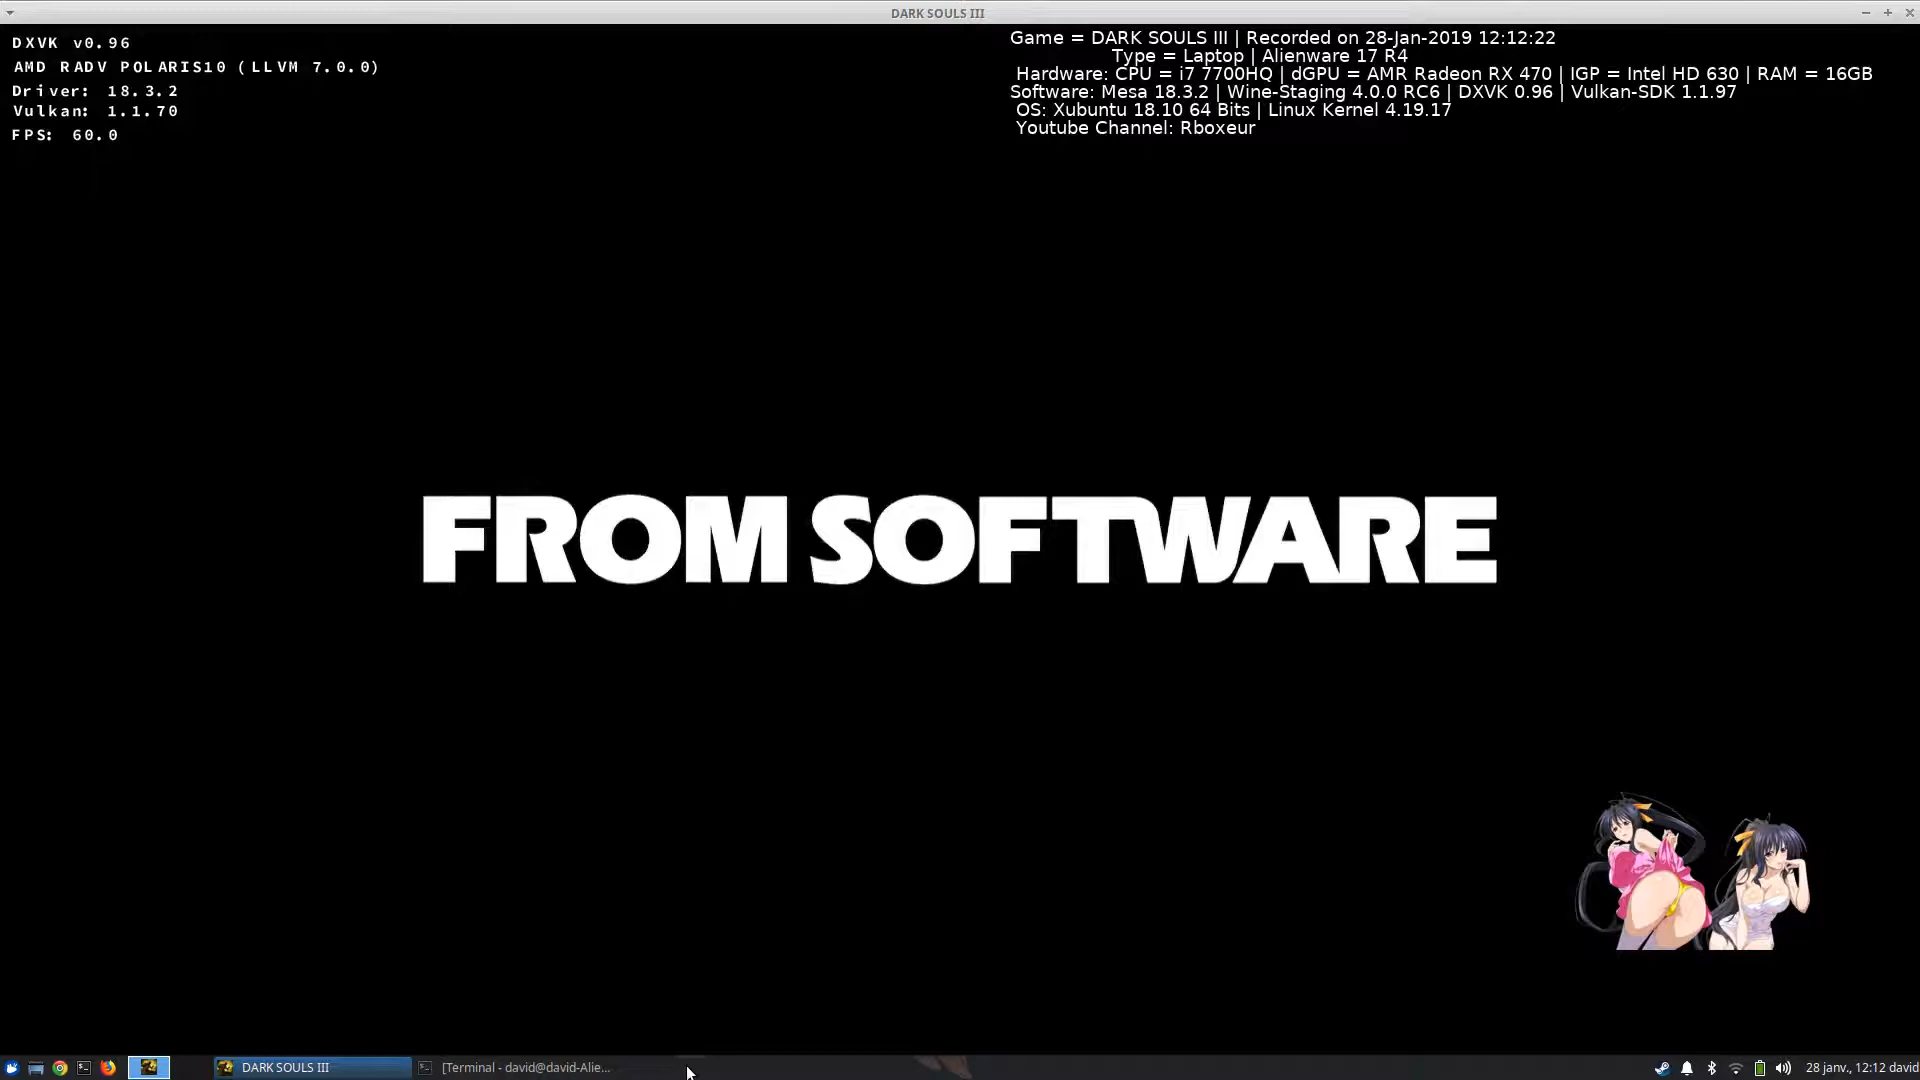 DARK SOULS III
DXVK v0.96
AMD RADV POLARIS10 (LLVM 7.0.0)
Driver: 18.3.2
Vulkan: 1.1.70
FPS: 60.0
Game = DARK SOULS III | Recorded on 28-Jan-2019 12:12:22
Type = Laptop | Alienware 17 R4
Hardware: CPU = i7 7700HQ | dGPU = AMR Radeon RX 470 | IGP = Intel HD 630 | RAM = 16GB
Software: Mesa 18.3.2 | Wine-Staging 4.0.0 RC6 | DXVK 0.96 | Vulkan-SDK 1.1.97
OS: Xubuntu 18.10 64 Bits | Linux Kernel 4.19.17
Youtube Channel: Rboxeur
FROM SOFTWARE
DARK SOULS III
[Terminal - david@david-Alie...
28 janv., 12:12 david